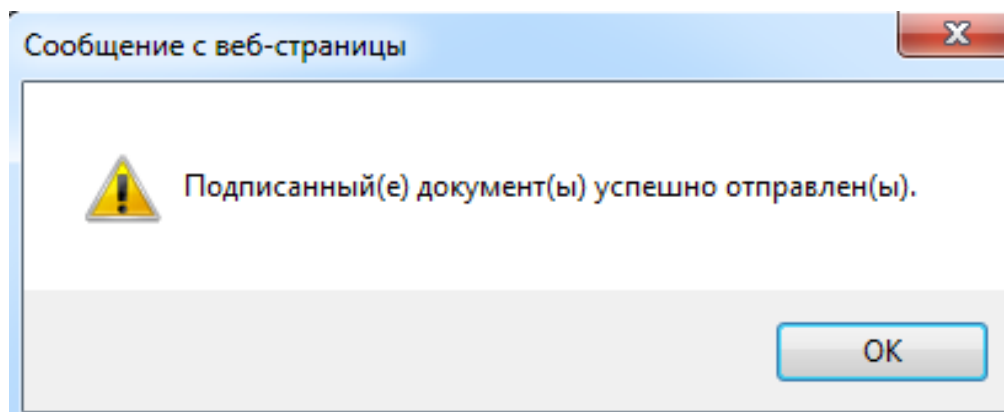 Сообщение с веб-страницы
Подписанный(е) документ(ы) успешно отправлен(ы).
OK